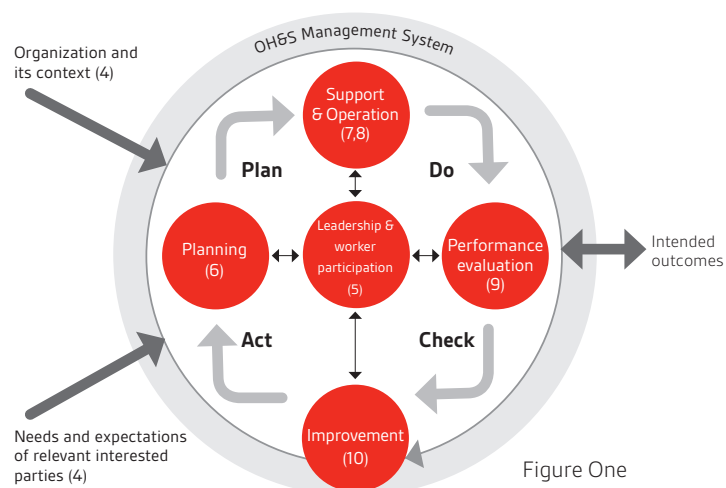 OH&S Management System
Organization and
its context (4)
Support
& Operation
(7,8)
Plan
Do
Leadership &
worker
participation
(5)
Planning
(6)
Performance
evaluation
(9)
Intended
outcomes
Act
Check
Improvement
(10)
Needs and expectations
of relevant interested
parties (4)
Figure One